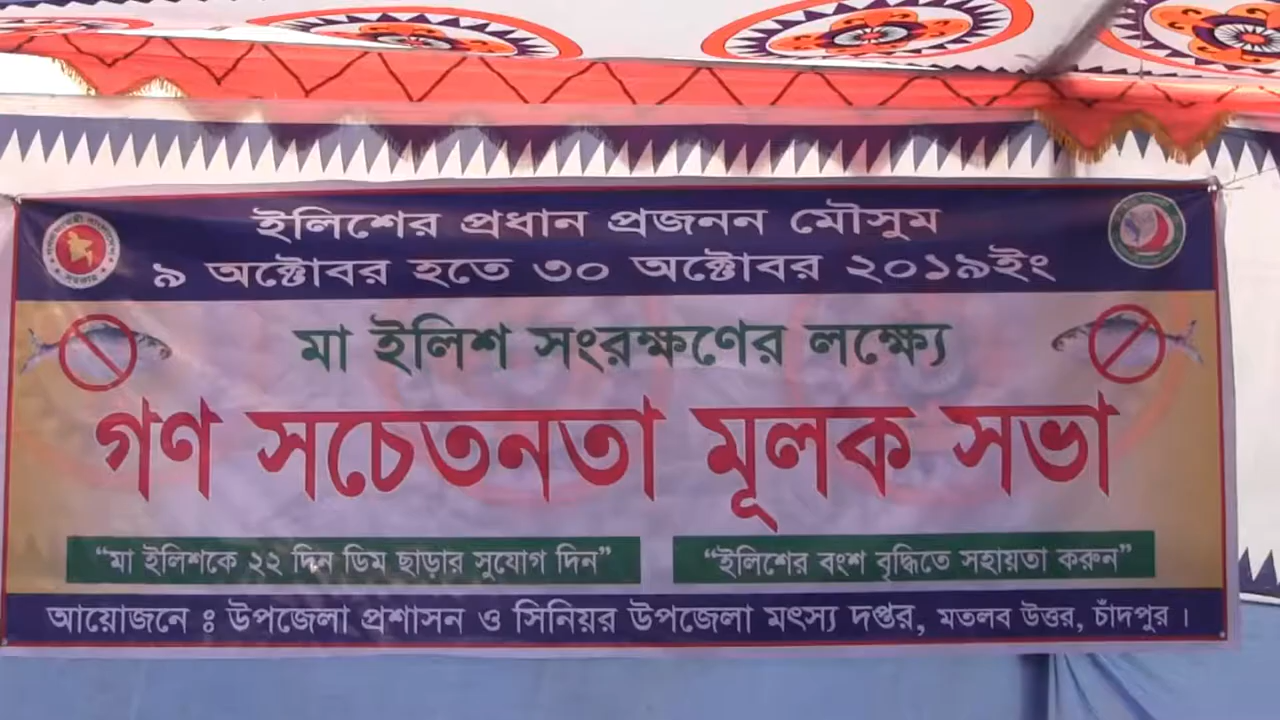 ইলিশের প্রধান প্রজনন মৌসুম
৯ অক্টোবর হতে ৩০ অক্টোবর ২০১৯ইং
মা ইলিশ সংরক্ষণের লক্ষ্যে
গণ সচেতনতা মূলক সভা
“মা ইলিশকে ২২ দিন ডিম ছাড়ার সুযোগ দিন” “ইলিশের বংশ বৃদ্ধিতে সহায়তা করুন”
আয়োজনে ঃ উপজেলা প্রশাসন ও সিনিয়র উপজেলা মৎস্য দপ্তর, মতলব উত্তর, চাঁদপুর ।